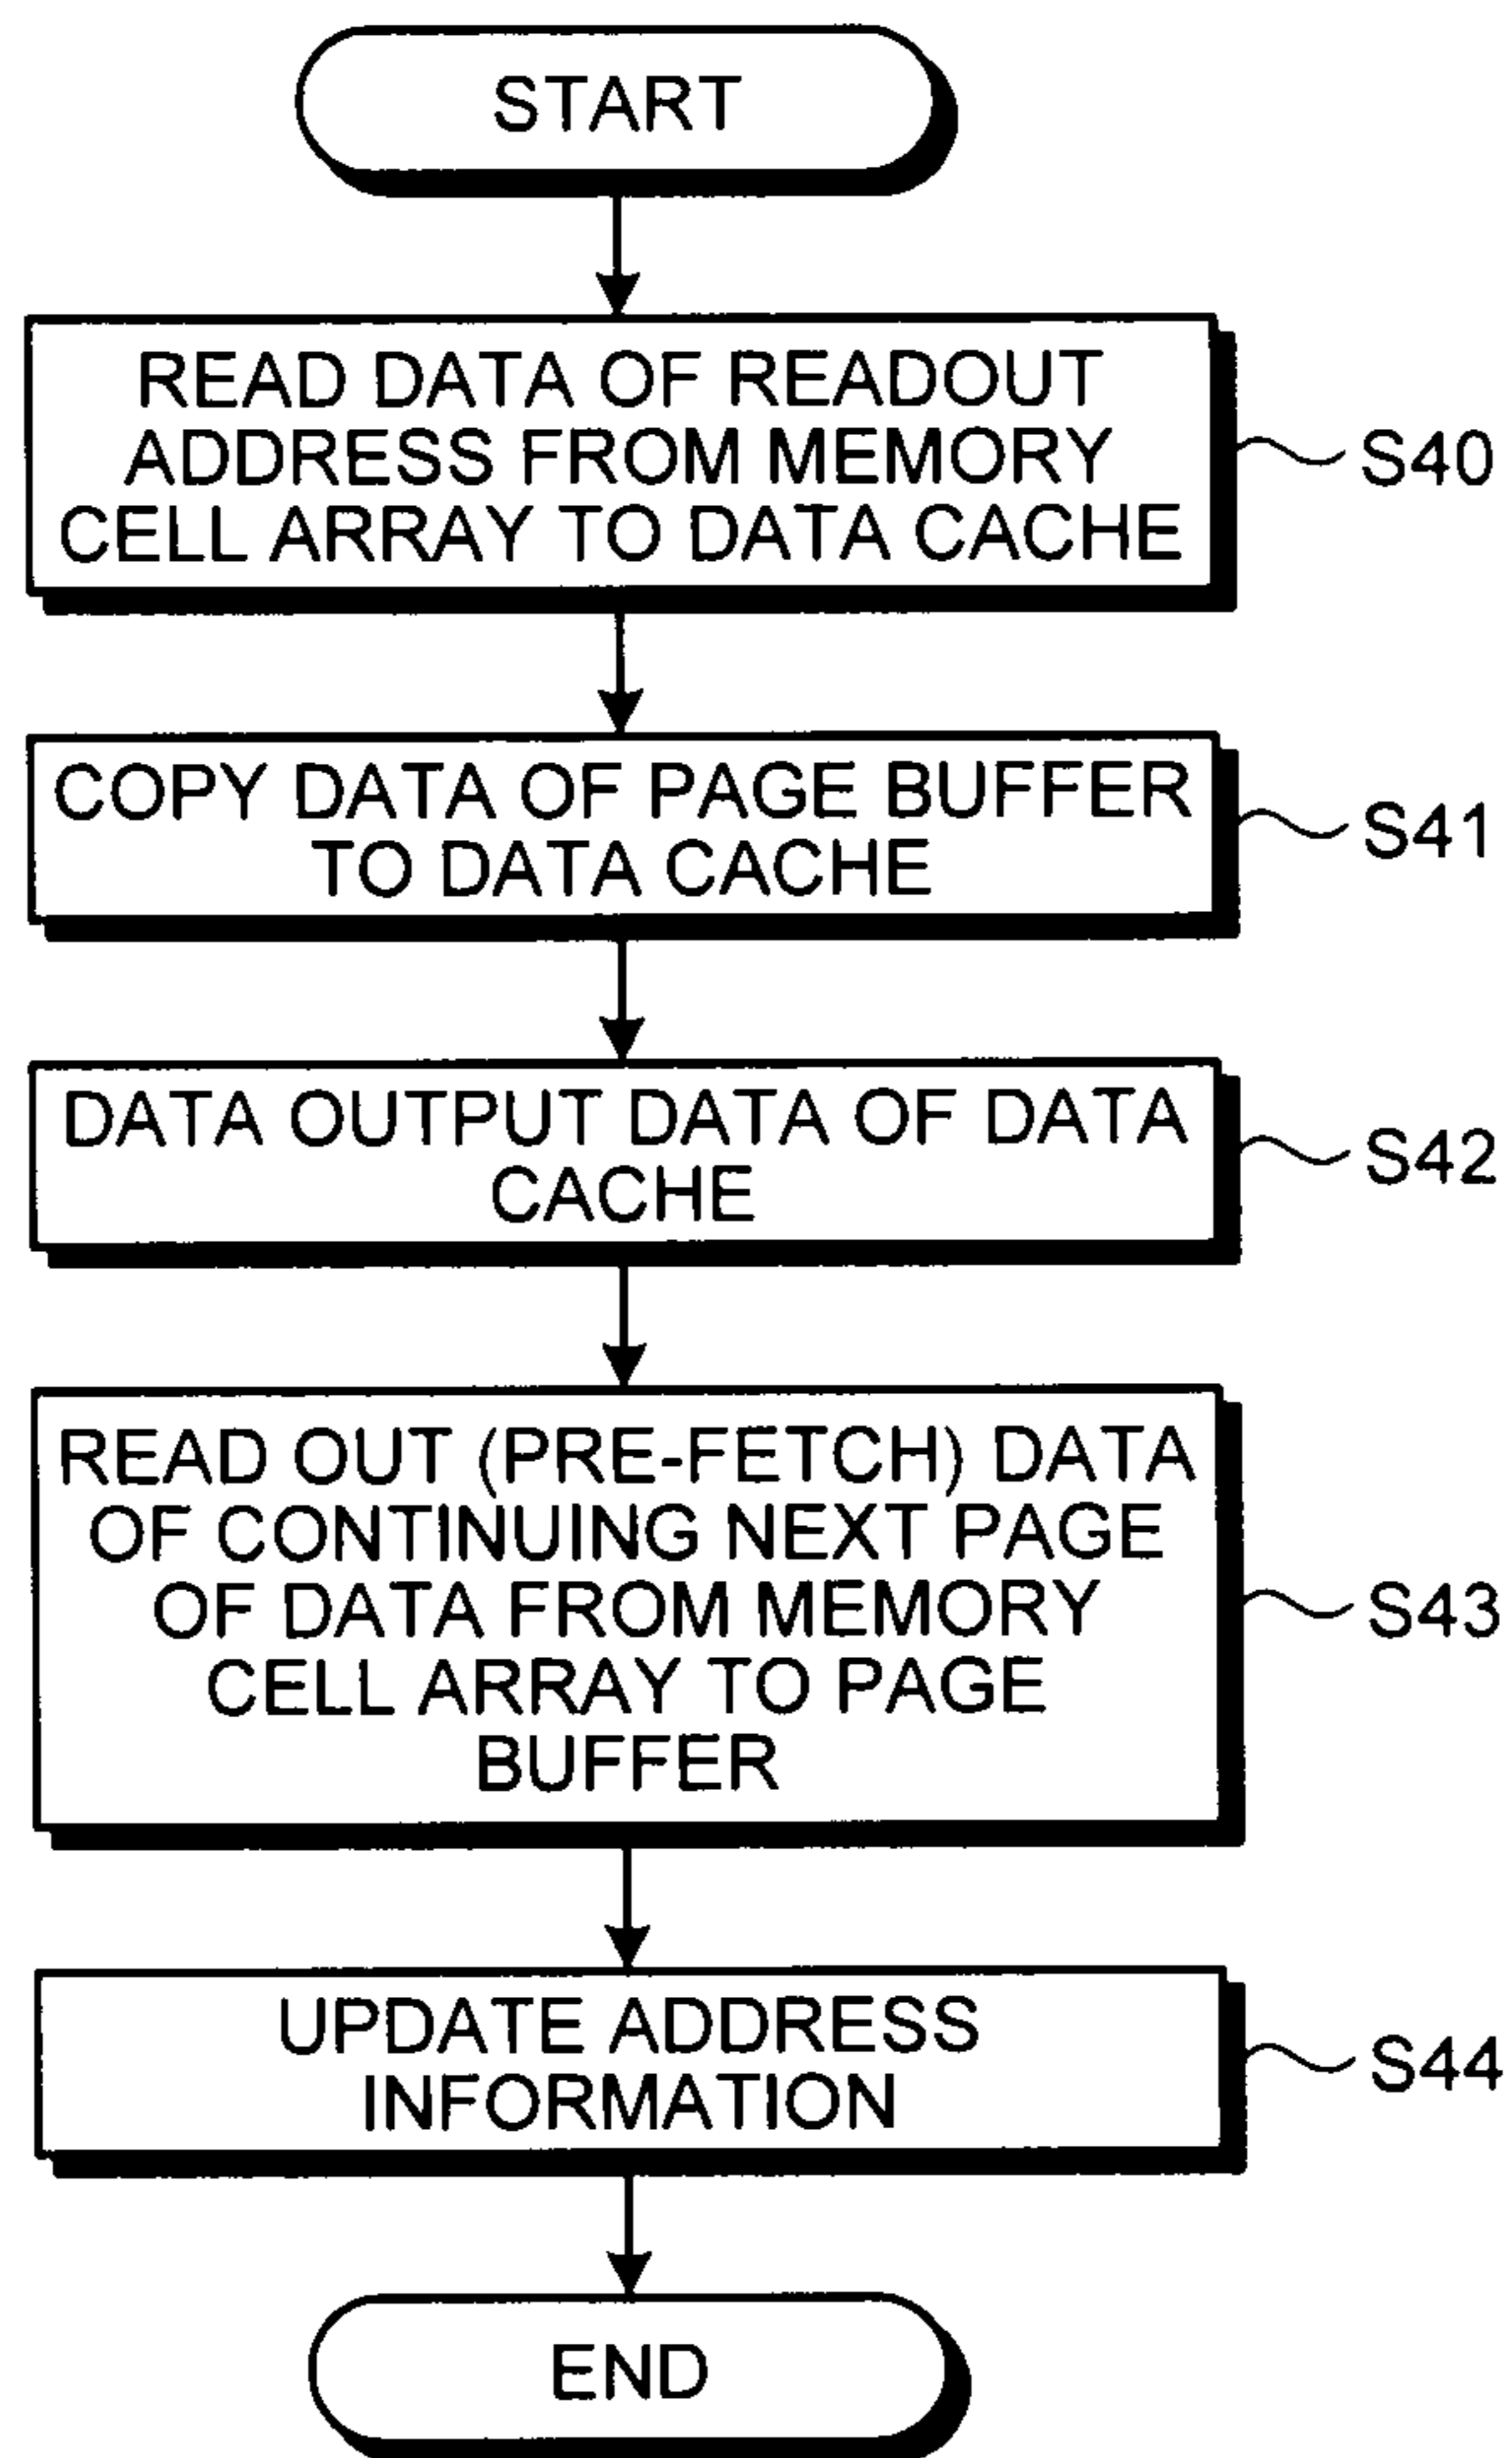 START
READ DATA OF READOUT
ADDRESS FROM MEMORY
CELL ARRAY TO DATA CACHE
S40
COPY DATA OF PAGE BUFFER
TO DATA CACHE
S41
DATA OUTPUT DATA OF DATA
CACHE
S42
READ OUT (PRE-FETCH) DATA
OF CONTINUING NEXT PAGE
OF DATA FROM MEMORY
CELL ARRAY TO PAGE
BUFFER
S43
UPDATE ADDRESS
INFORMATION
S44
END